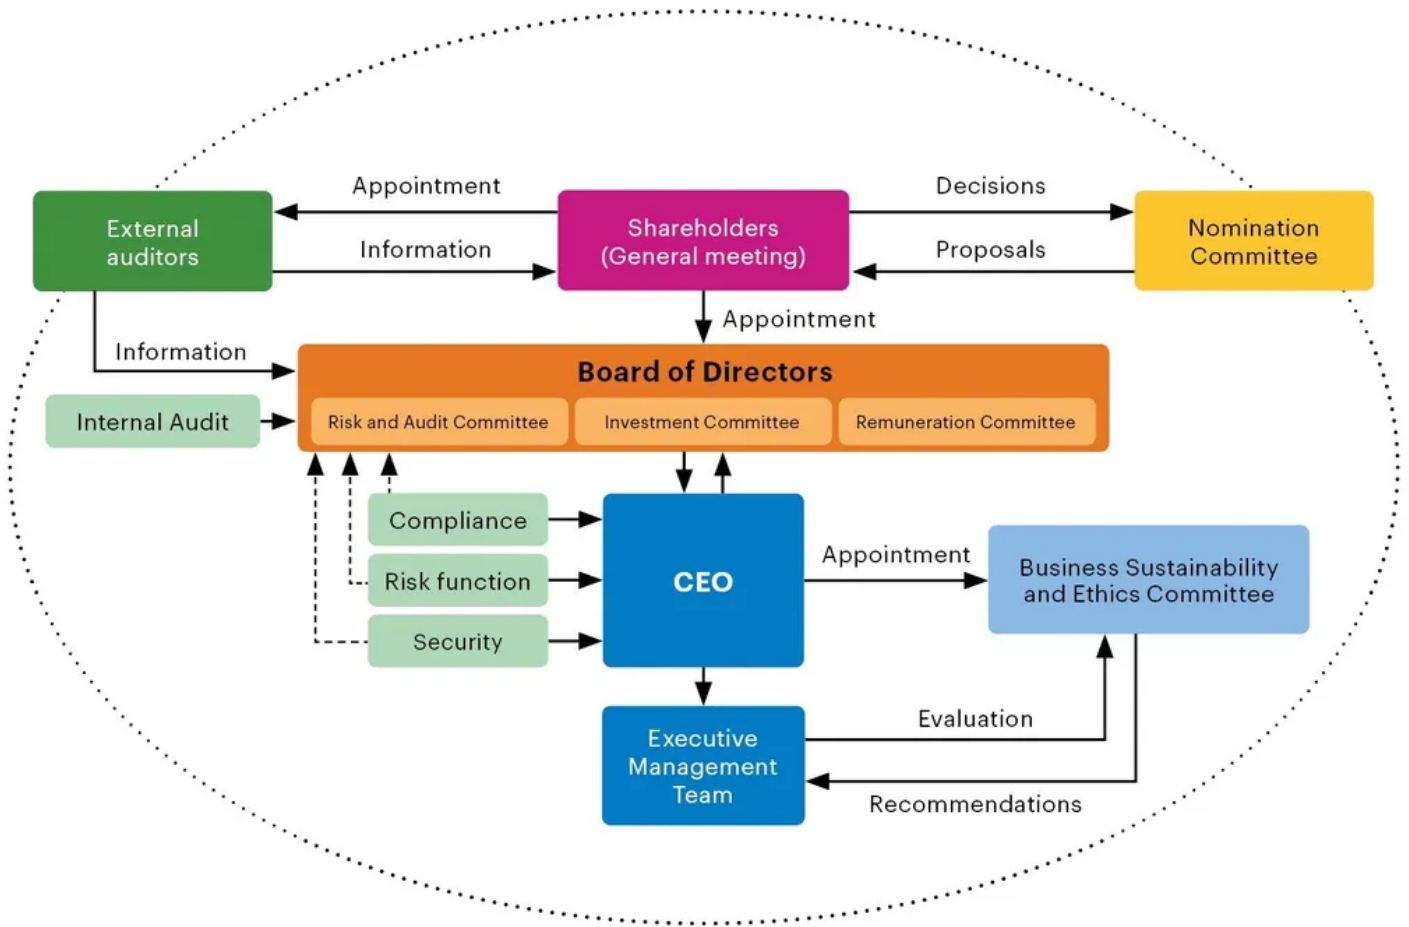 Appointment
Decisions
External
auditors
Shareholders
(General meeting)
Nomination
Committee
Information
Proposals
Appointment
Information
Board of Directors
Internal Audit
Risk and Audit Committee
Investment Committee
Remuneration Committee
Compliance
Risk function
Security
CEO
Appointment
Business Sustainability
and Ethics Committee
Executive
Management
Team
Evaluation
Recommendations